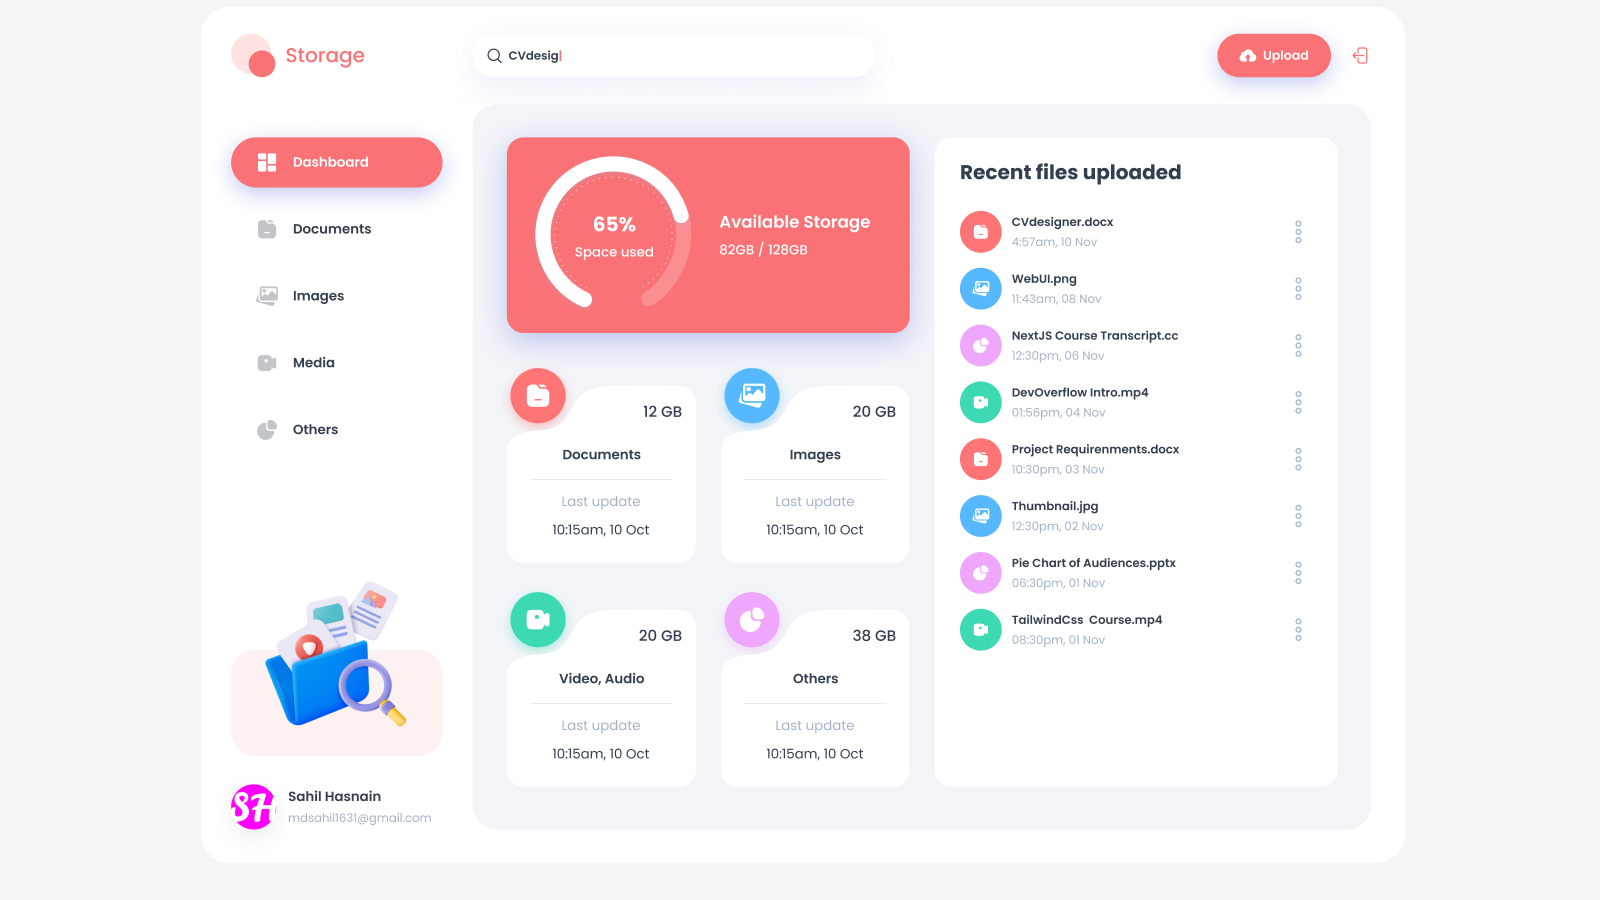 Storage
CVdesig
Upload
Dashboard
Documents
Images
Media
Others
SH
Sahil Hasnain
mdsahil1631@gmail.com
65%
Space used
Available Storage
82GB / 128GB
12 GB
Documents
Last update
10:15am, 10 Oct
20 GB
Images
Last update
10:15am, 10 Oct
20 GB
Video, Audio
Last update
10:15am, 10 Oct
38 GB
Others
Last update
10:15am, 10 Oct
Recent files uploaded
CVdesigner.docx
4:57am, 10 Nov
WebUI.png
11:43am, 08 Nov
NextJS Course Transcript.cc
12:30pm, 06 Nov
DevOverflow Intro.mp4
01:56pm, 04 Nov
Project Requirenments.docx
10:30pm, 03 Nov
Thumbnail.jpg
12:30pm, 02 Nov
Pie Chart of Audiences.pptx
06:30pm, 01 Nov
TailwindCss  Course.mp4
08:30pm, 01 Nov